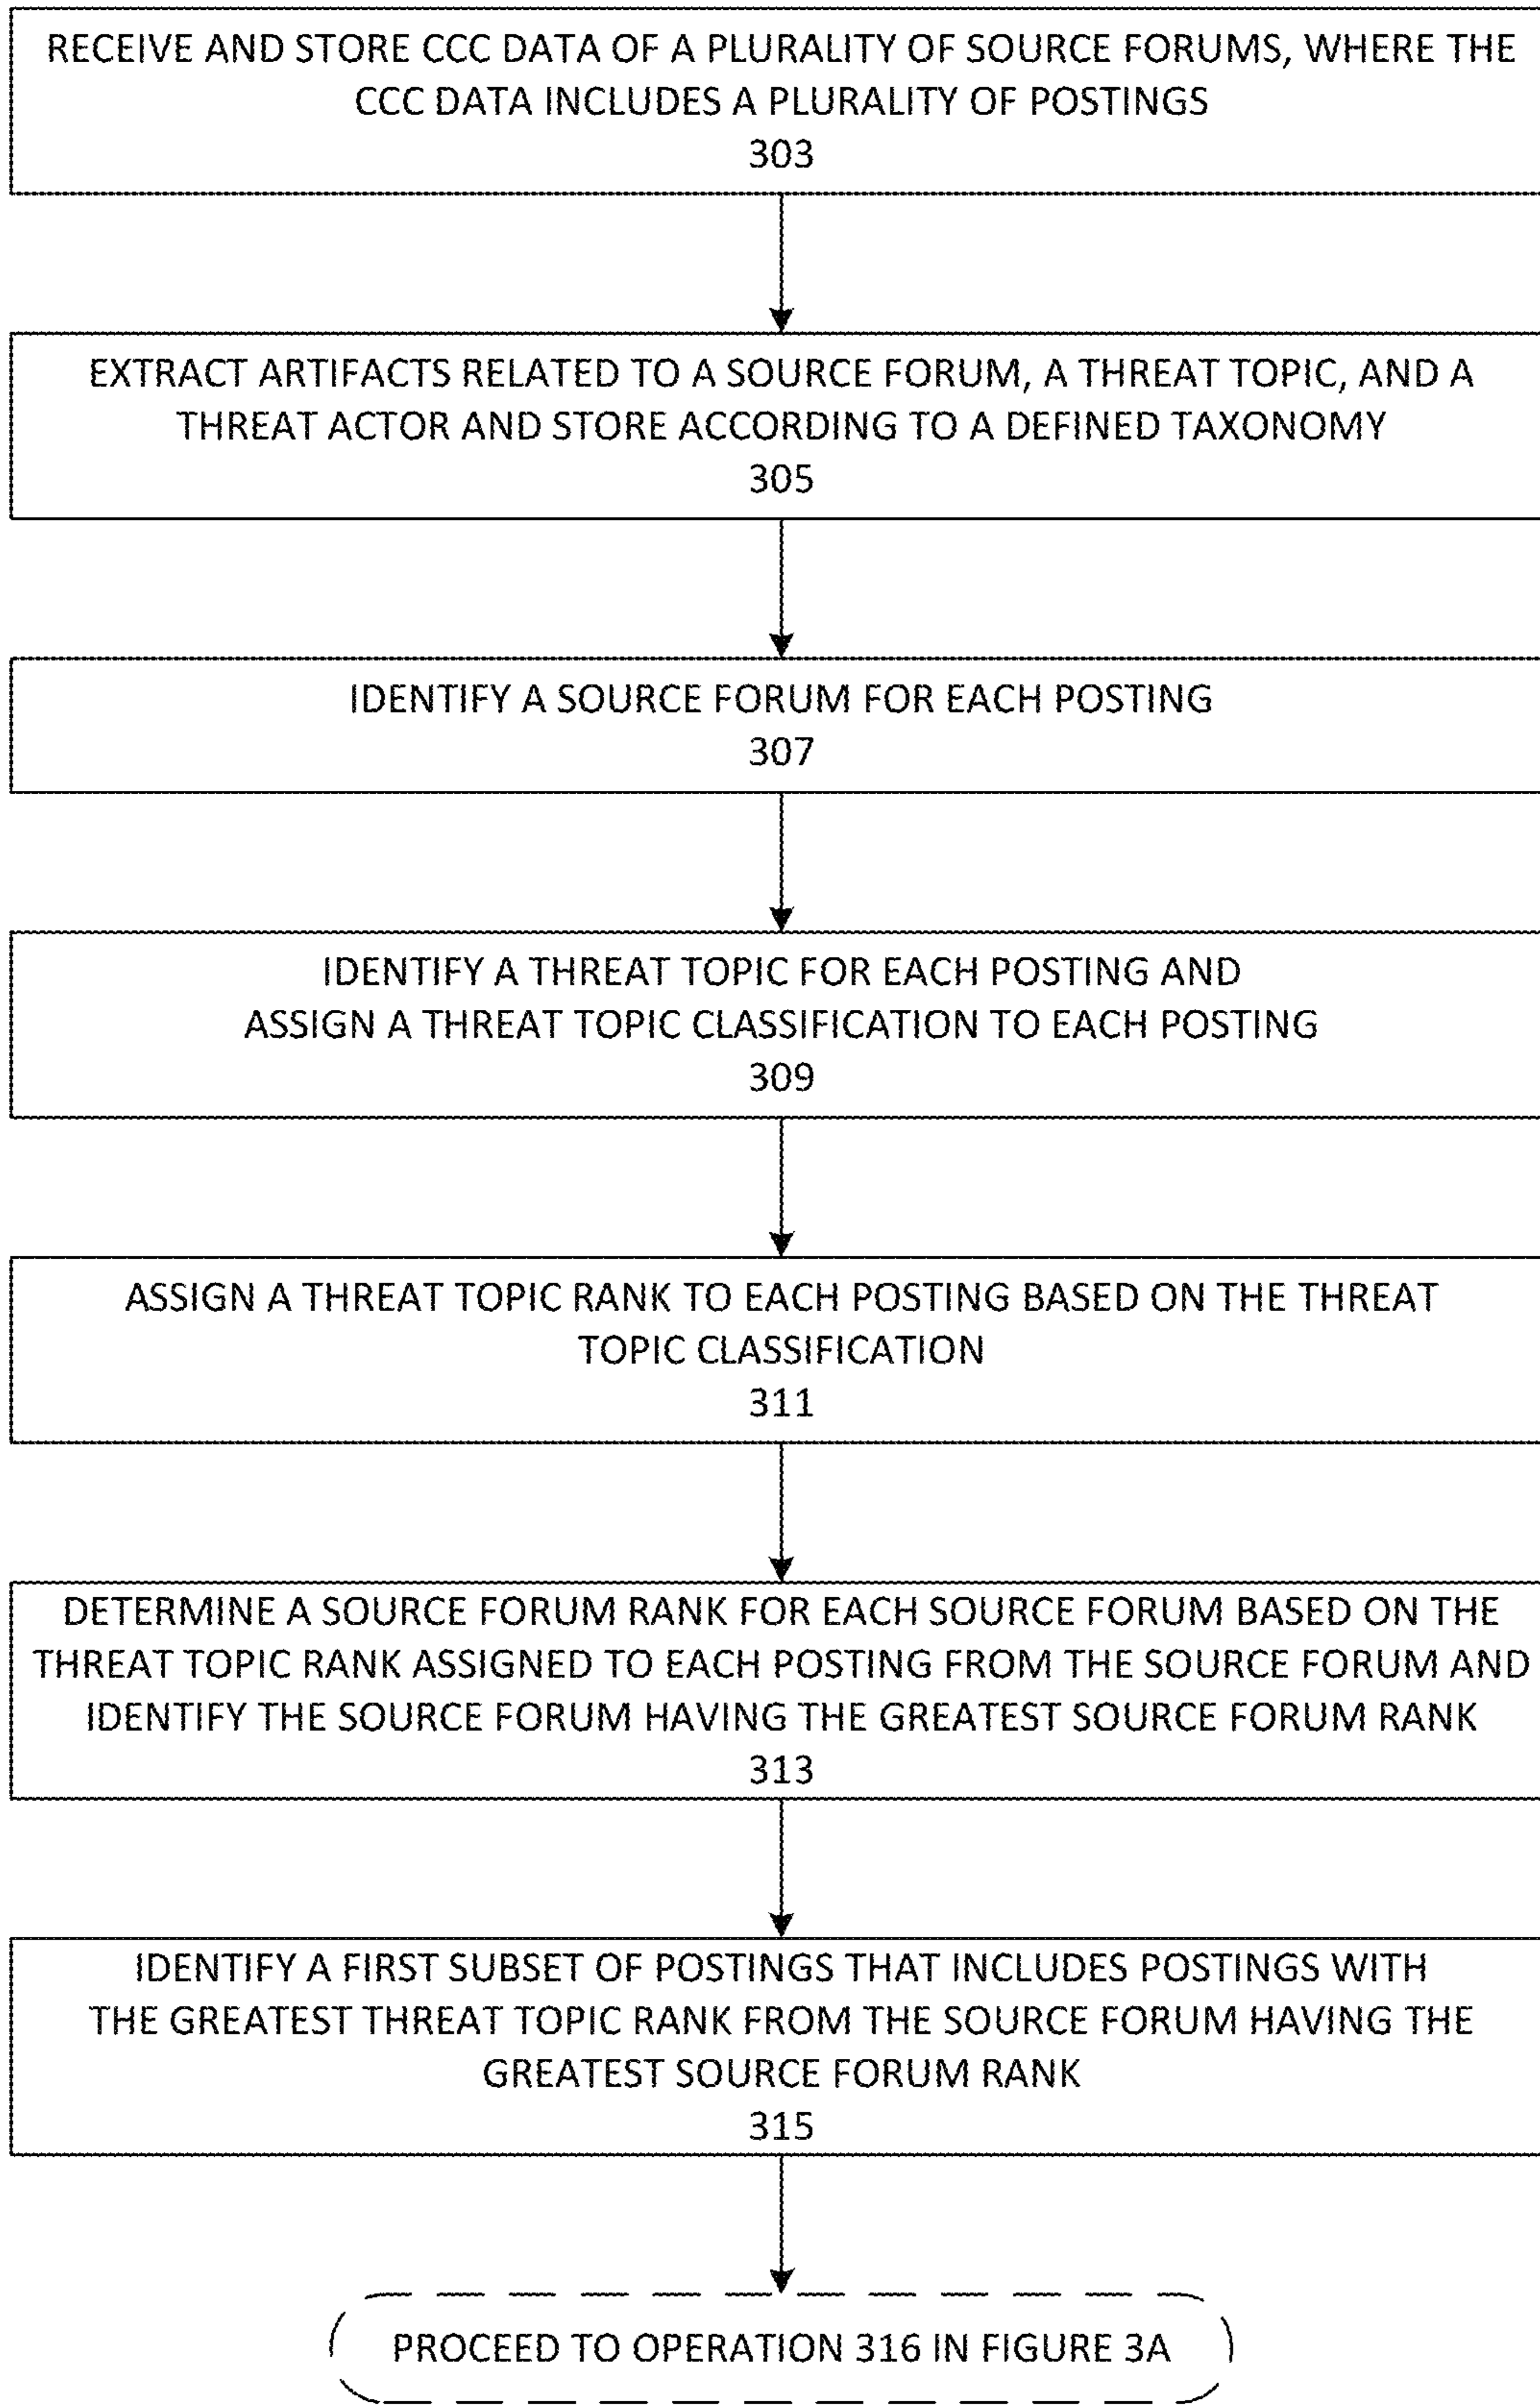 RECEIVE AND STORE CCC DATA OF A PLURALITY OF SOURCE FORUMS, WHERE THE
CCC DATA INCLUDES A PLURALITY OF POSTINGS
303
EXTRACT ARTIFACTS RELATED TO A SOURCE FORUM, A THREAT TOPIC, AND A
THREAT ACTOR AND STORE ACCORDING TO A DEFINED TAXONOMY
305
IDENTIFY A SOURCE FORUM FOR EACH POSTING
307
IDENTIFY A THREAT TOPIC FOR EACH POSTING AND
ASSIGN A THREAT TOPIC CLASSIFICATION TO EACH POSTING
309
ASSIGN A THREAT TOPIC RANK TO EACH POSTING BASED ON THE THREAT
TOPIC CLASSIFICATION
311
DETERMINE A SOURCE FORUM RANK FOR EACH SOURCE FORUM BASED ON THE
THREAT TOPIC RANK ASSIGNED TO EACH POSTING FROM THE SOURCE FORUM AND
IDENTIFY THE SOURCE FORUM HAVING THE GREATEST SOURCE FORUM RANK
313
IDENTIFY A FIRST SUBSET OF POSTINGS THAT INCLUDES POSTINGS WITH
THE GREATEST THREAT TOPIC RANK FROM THE SOURCE FORUM HAVING THE
GREATEST SOURCE FORUM RANK
315
PROCEED TO OPERATION 316 IN FIGURE 3A